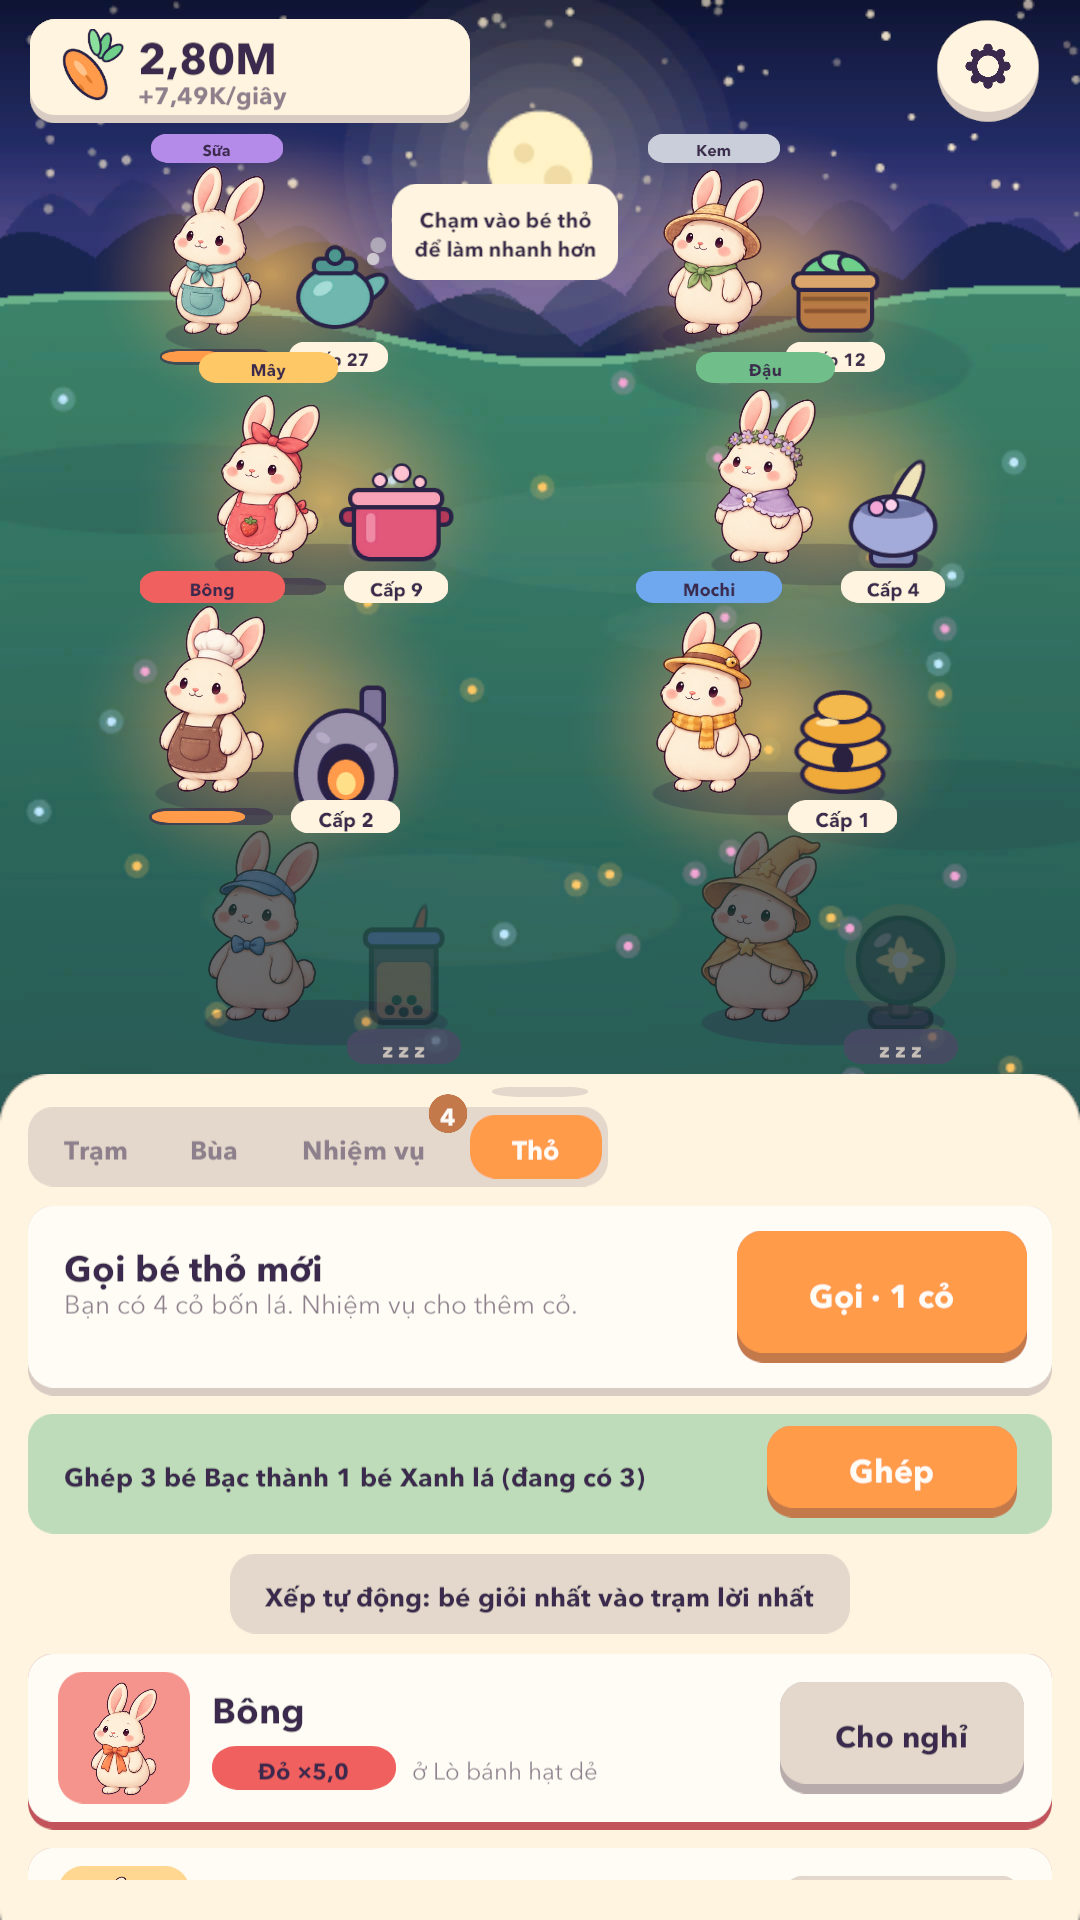 2,80M
+7,49K/giây
Sữa
Kem
Chạm vào bé thỏ
để làm nhanh hơn
27
12
Mây
Đậu
Cấp 9
Cấp 4
Bông
Mochi
Cấp 2
Cấp 1
z z z
z z z
4
Trạm
Bùa
Nhiệm vụ
Thỏ
Gọi bé thỏ mới
Bạn có 4 cỏ bốn lá. Nhiệm vụ cho thêm cỏ.
Gọi · 1 cỏ
Ghép 3 bé Bạc thành 1 bé Xanh lá (đang có 3)
Ghép
Xếp tự động: bé giỏi nhất vào trạm lời nhất
Bông
Đỏ ×5,0
ở Lò bánh hạt dẻ
Cho nghỉ